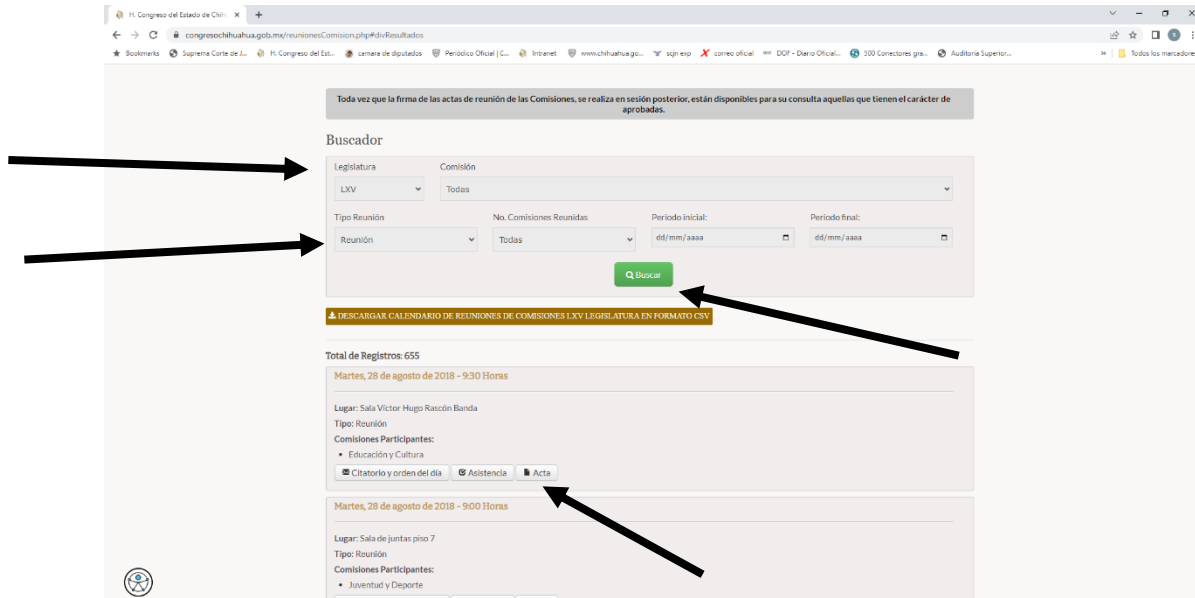 H. Congreso del Estado de Chih
congresochihuahua.gob.mx/reunionesComision.php#divResultados
Bookmarks Suprema Corte de J... H. Congreso del Est... camara de diputados Periódico Oficial | C... Intranet www.chihuahua.go... scjn exp correo oficial DOF - Diario Oficial... 500 Conectores gra... Auditoría Superior... » Todos los marcadores
Toda vez que la firma de las actas de reunión de las Comisiones, se realiza en sesión posterior, están disponibles para su consulta aquellas que tienen el carácter de
aprobadas.
Buscador
Legislatura Comisión
LXV Todas
Tipo Reunión No. Comisiones Reunidas Periodo inicial: Periodo final:
Reunión Todas dd/mm/aaaa dd/mm/aaaa
Buscar
DESCARGAR CALENDARIO DE REUNIONES DE COMISIONES LXV LEGISLATURA EN FORMATO CSV
Total de Registros: 655
Martes, 28 de agosto de 2018 - 9:30 Horas
Lugar: Sala Víctor Hugo Rascón Banda
Tipo: Reunión
Comisiones Participantes:
• Educación y Cultura
Citatorio y orden del día Asistencia Acta
Martes, 28 de agosto de 2018 - 9:00 Horas
Lugar: Sala de juntas piso 7
Tipo: Reunión
Comisiones Participantes:
• Juventud y Deporte